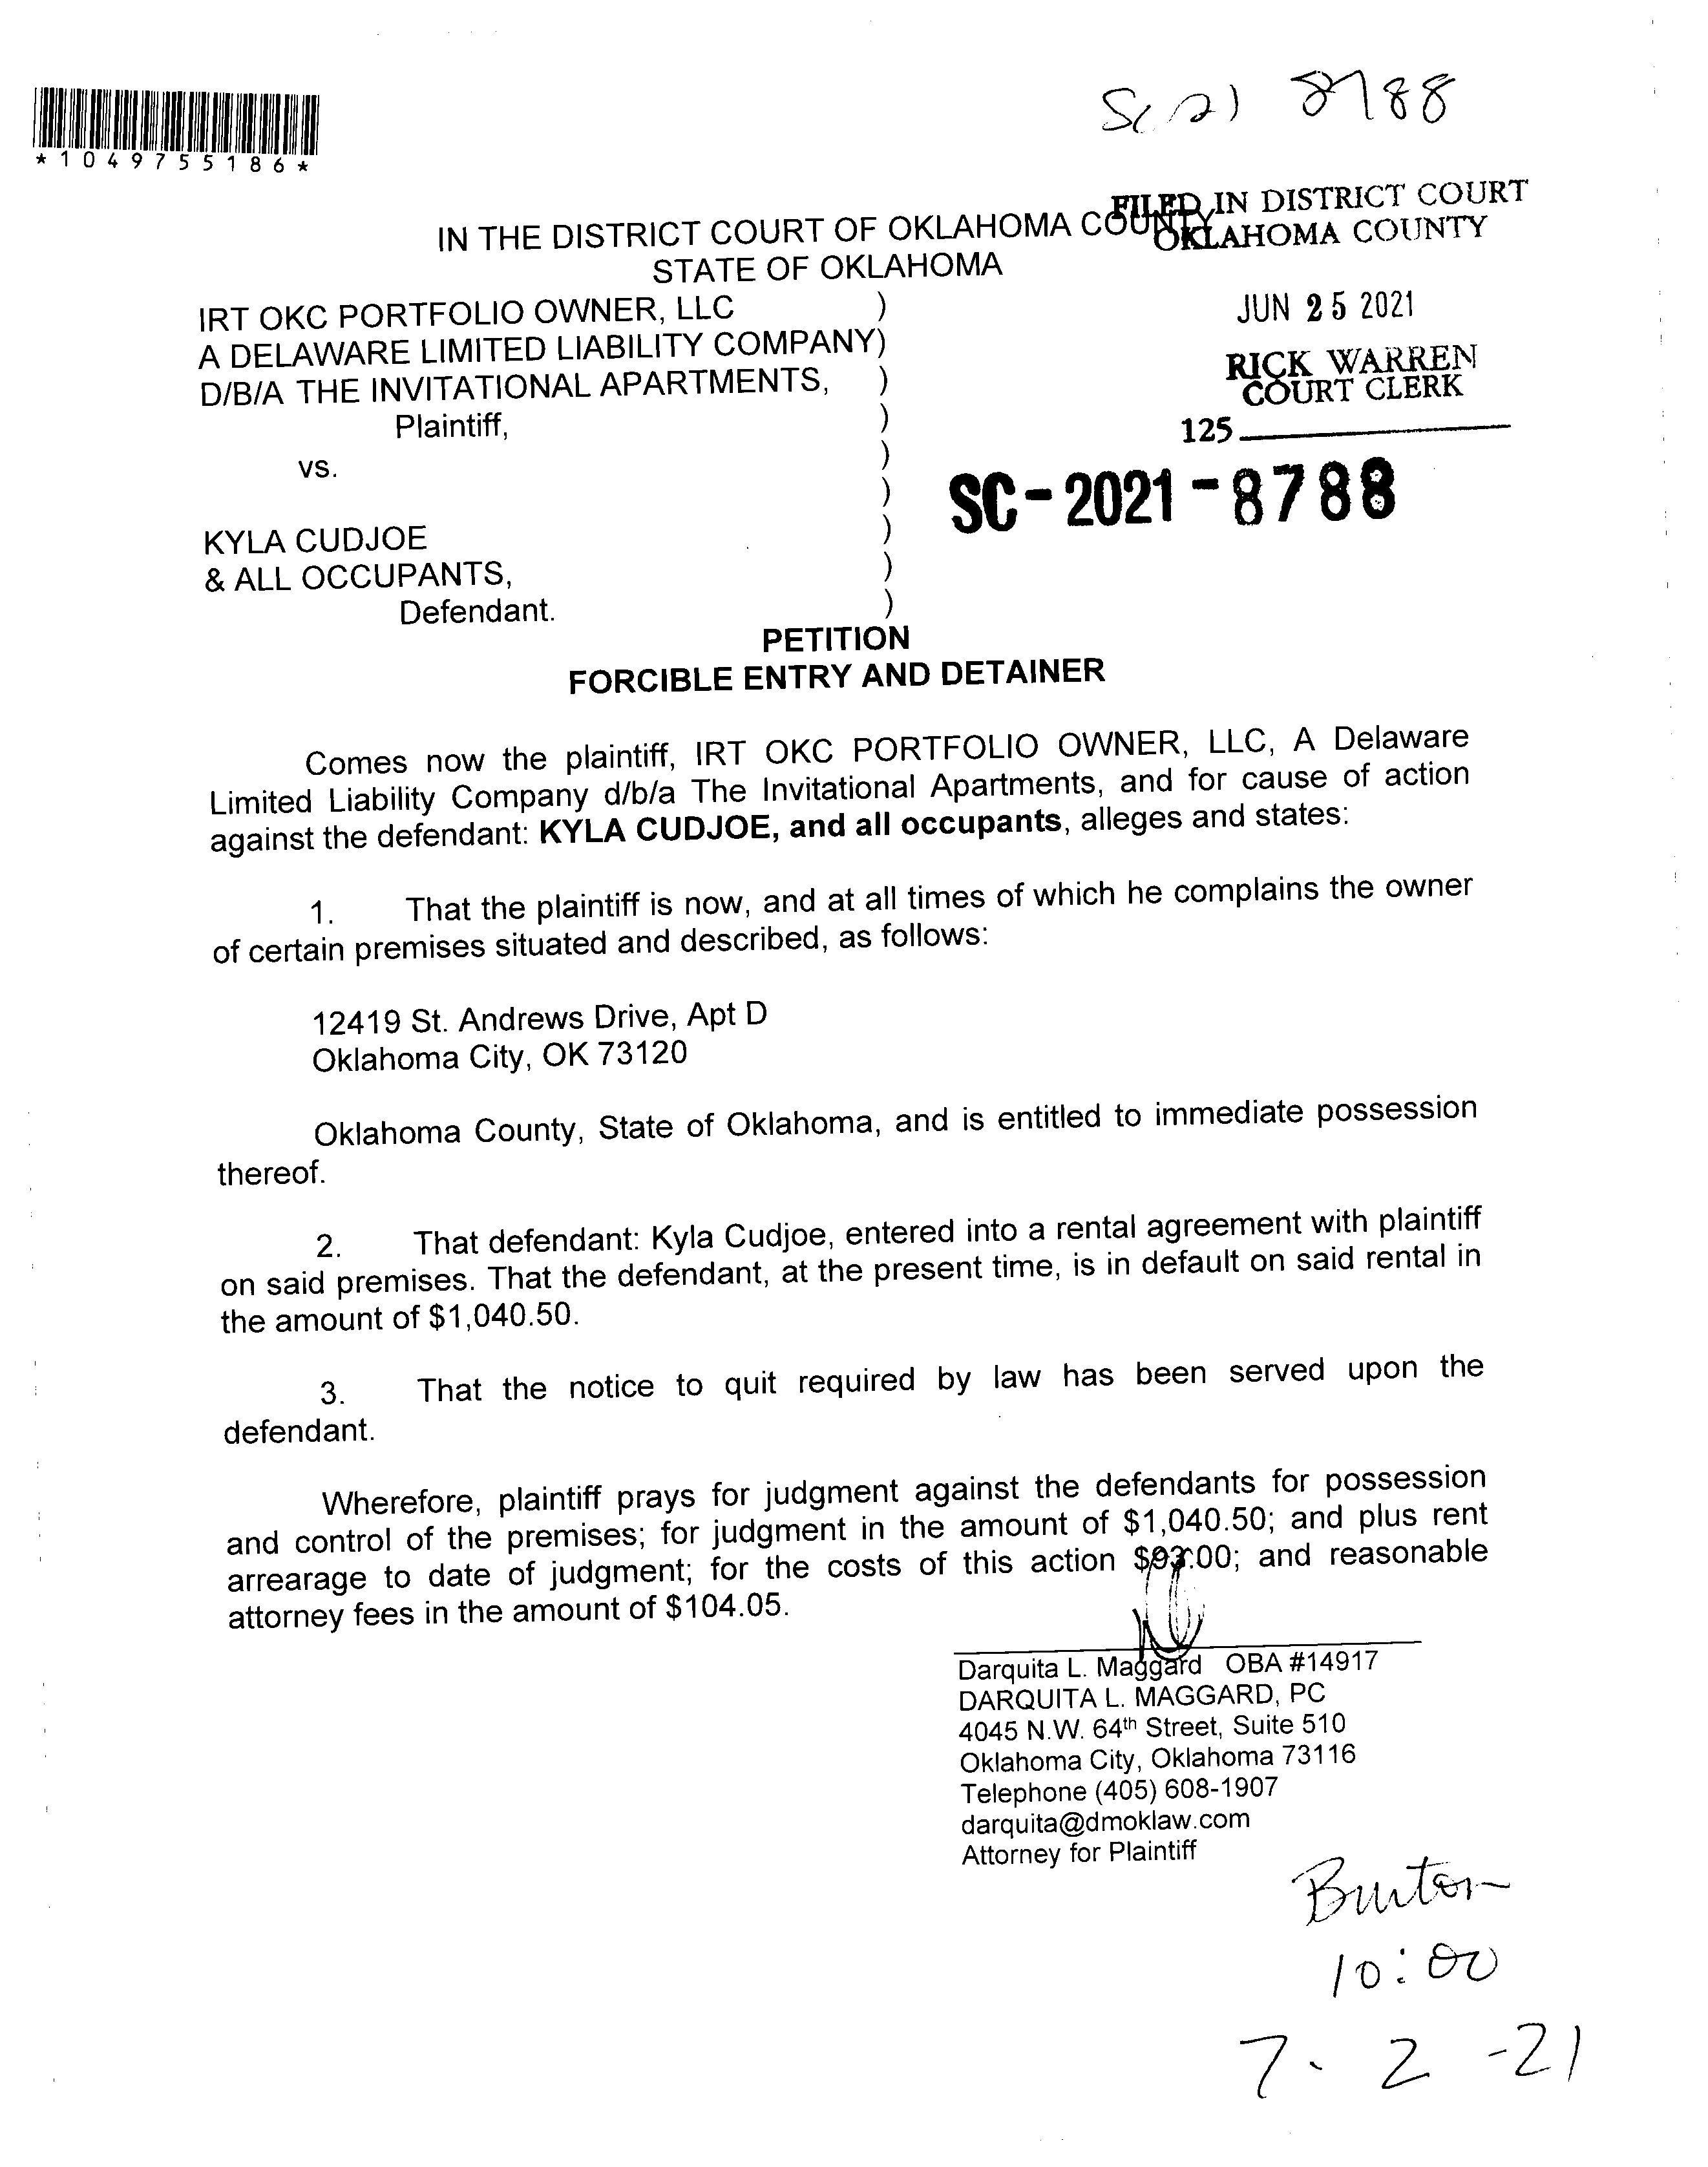 SC 21 8788
*1049755186*
FILED IN DISTRICT COURT
OKLAHOMA COUNTY
IN THE DISTRICT COURT OF OKLAHOMA COUNTY
STATE OF OKLAHOMA
JUN 25 2021
RICK WARREN
COURT CLERK
125
SC-2021-8788
IRT OKC PORTFOLIO OWNER, LLC )
A DELAWARE LIMITED LIABILITY COMPANY)
D/B/A THE INVITATIONAL APARTMENTS, )
Plaintiff, )
vs. )
)
KYLA CUDJOE )
& ALL OCCUPANTS, )
Defendant. )
PETITION
FORCIBLE ENTRY AND DETAINER
Comes now the plaintiff, IRT OKC PORTFOLIO OWNER, LLC, A Delaware
Limited Liability Company d/b/a The Invitational Apartments, and for cause of action
against the defendant: KYLA CUDJOE, and all occupants, alleges and states:
1. That the plaintiff is now, and at all times of which he complains the owner
of certain premises situated and described, as follows:
12419 St. Andrews Drive, Apt D
Oklahoma City, OK 73120
Oklahoma County, State of Oklahoma, and is entitled to immediate possession
thereof.
2. That defendant: Kyla Cudjoe, entered into a rental agreement with plaintiff
on said premises. That the defendant, at the present time, is in default on said rental in
the amount of $1,040.50.
3. That the notice to quit required by law has been served upon the
defendant.
Wherefore, plaintiff prays for judgment against the defendants for possession
and control of the premises; for judgment in the amount of $1,040.50; and plus rent
arrearage to date of judgment; for the costs of this action $93.00; and reasonable
attorney fees in the amount of $104.05.
Darquita L. Maggard OBA #14917
DARQUITA L. MAGGARD, PC
4045 N.W. 64th Street, Suite 510
Oklahoma City, Oklahoma 73116
Telephone (405) 608-1907
darquita@dmoklaw.com
Attorney for Plaintiff
Burton
10:00
7-2-21